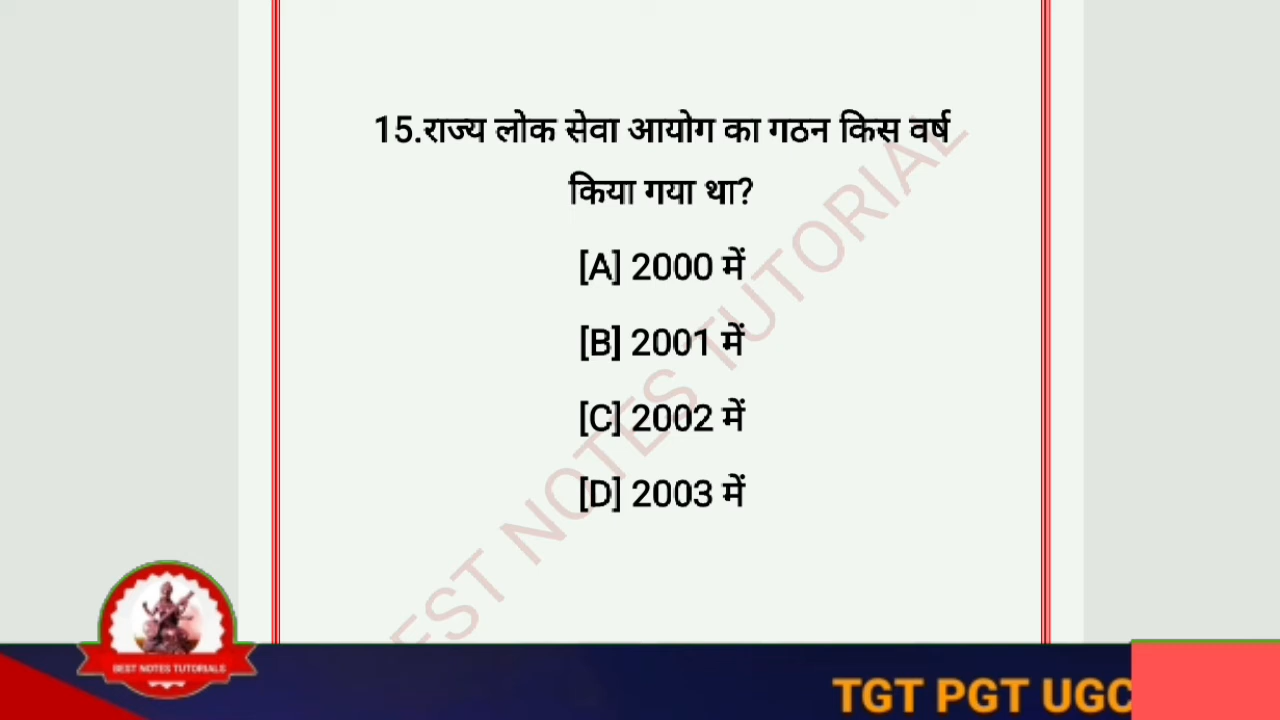 15.राज्य लोक सेवा आयोग का गठन किस वर्ष
किया गया था?
[A] 2000 में
[B] 2001 में
[C] 2002 में
[D] 2003 में
EST NOTES TUTORIAL
BEST NOTES TUTORIALS
TGT PGT UGC